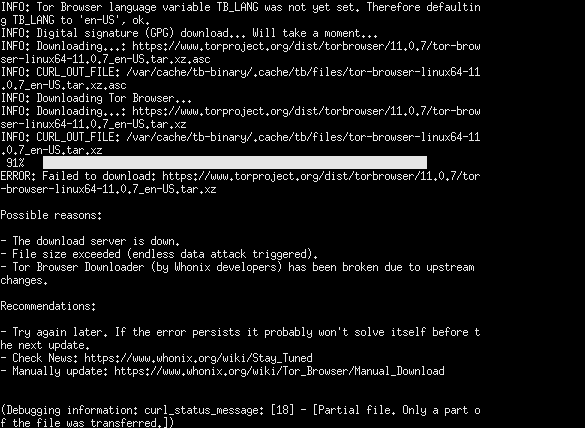 INFO: Tor Browser language variable TB_LANG was not yet set. Therefore defaultin
g TB_LANG to 'en-US', ok.
INFO: Digital signature (GPG) download... Will take a moment...
INFO: Downloading...: https://www.torproject.org/dist/torbrowser/11.0.7/tor-brow
ser-linux64-11.0.7_en-US.tar.xz.asc
INFO: CURL_OUT_FILE: /var/cache/tb-binary/.cache/tb/files/tor-browser-linux64-11
.0.7_en-US.tar.xz.asc
INFO: Downloading Tor Browser...
INFO: Downloading...: https://www.torproject.org/dist/torbrowser/11.0.7/tor-brow
ser-linux64-11.0.7_en-US.tar.xz
INFO: CURL_OUT_FILE: /var/cache/tb-binary/.cache/tb/files/tor-browser-linux64-11
.0.7_en-US.tar.xz
91%
ERROR: Failed to download: https://www.torproject.org/dist/torbrowser/11.0.7/tor
-browser-linux64-11.0.7_en-US.tar.xz
Possible reasons:
- The download server is down.
- File size exceeded (endless data attack triggered).
- Tor Browser Downloader (by Whonix developers) has been broken due to upstream
changes.
Recommendations:
- Try again later. If the error persists it probably won't solve itself before t
he next update.
- Check News: https://www.whonix.org/wiki/Stay_Tuned
- Manually update: https://www.whonix.org/wiki/Tor_Browser/Manual_Download
(Debugging information: curl_status_message: [18] - [Partial file. Only a part o
f the file was transferred.])